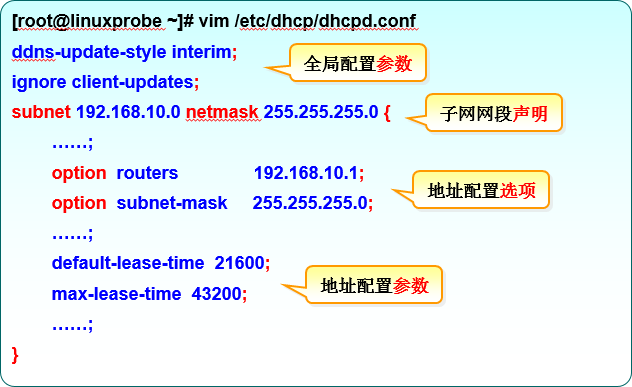 [root@linuxprobe ~]# vim /etc/dhcp/dhcpd.conf
ddns-update-style interim;
全局配置参数
ignore client-updates;
subnet 192.168.10.0 netmask 255.255.255.0 {
子网网段声明
……;
option routers 192.168.10.1;
地址配置选项
option subnet-mask 255.255.255.0;
……;
default-lease-time 21600;
地址配置参数
max-lease-time 43200;
……;
}